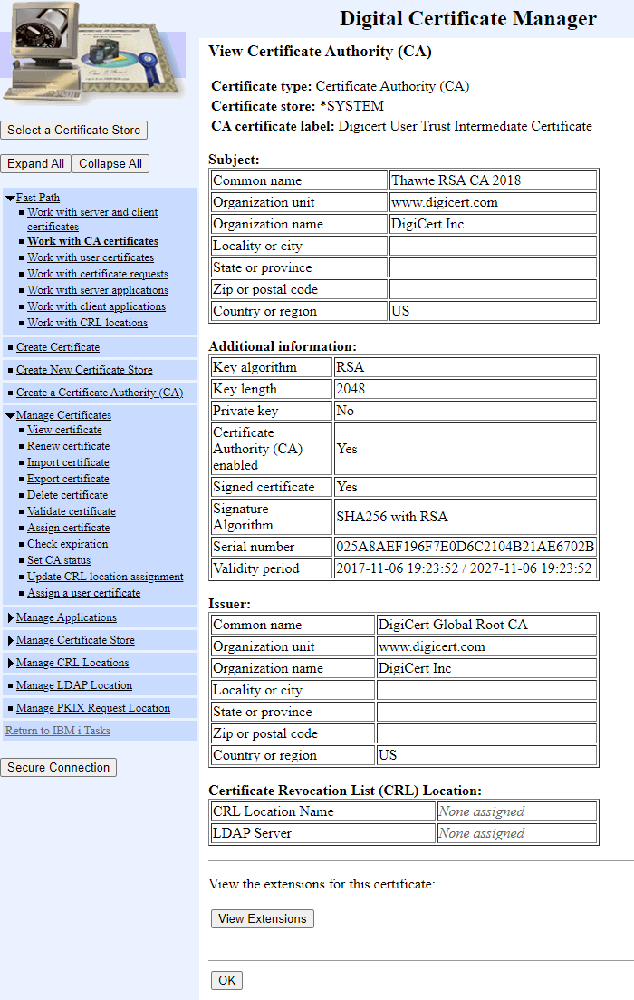 Digital Certificate Manager
Select a Certificate Store
Expand All Collapse All
Fast Path
Work with server and client
certificates
Work with CA certificates
Work with user certificates
Work with certificate requests
Work with server applications
Work with client applications
Work with CRL locations
Create Certificate
Create New Certificate Store
Create a Certificate Authority (CA)
Manage Certificates
View certificate
Renew certificate
Import certificate
Export certificate
Delete certificate
Validate certificate
Assign certificate
Check expiration
Set CA status
Update CRL location assignment
Assign a user certificate
Manage Applications
Manage Certificate Store
Manage CRL Locations
Manage LDAP Location
Manage PKIX Request Location
Return to IBM i Tasks
Secure Connection
View Certificate Authority (CA)
Certificate type: Certificate Authority (CA)
Certificate store: *SYSTEM
CA certificate label: Digicert User Trust Intermediate Certificate
Subject:
Common name Thawte RSA CA 2018
Organization unit www.digicert.com
Organization name DigiCert Inc
Locality or city
State or province
Zip or postal code
Country or region US
Additional information:
Key algorithm RSA
Key length 2048
Private key No
Certificate
Authority (CA) Yes
enabled
Signed certificate Yes
Signature
Algorithm SHA256 with RSA
Serial number 025A8AEF196F7E0D6C2104B21AE6702B
Validity period 2017-11-06 19:23:52 / 2027-11-06 19:23:52
Issuer:
Common name DigiCert Global Root CA
Organization unit www.digicert.com
Organization name DigiCert Inc
Locality or city
State or province
Zip or postal code
Country or region US
Certificate Revocation List (CRL) Location:
CRL Location Name None assigned
LDAP Server None assigned
View the extensions for this certificate:
View Extensions
OK